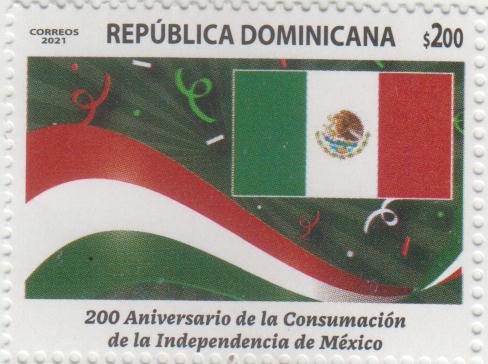 CORREOS
2021
REPÚBLICA DOMINICANA
$200
200 Aniversario de la Consumación
de la Independencia de México